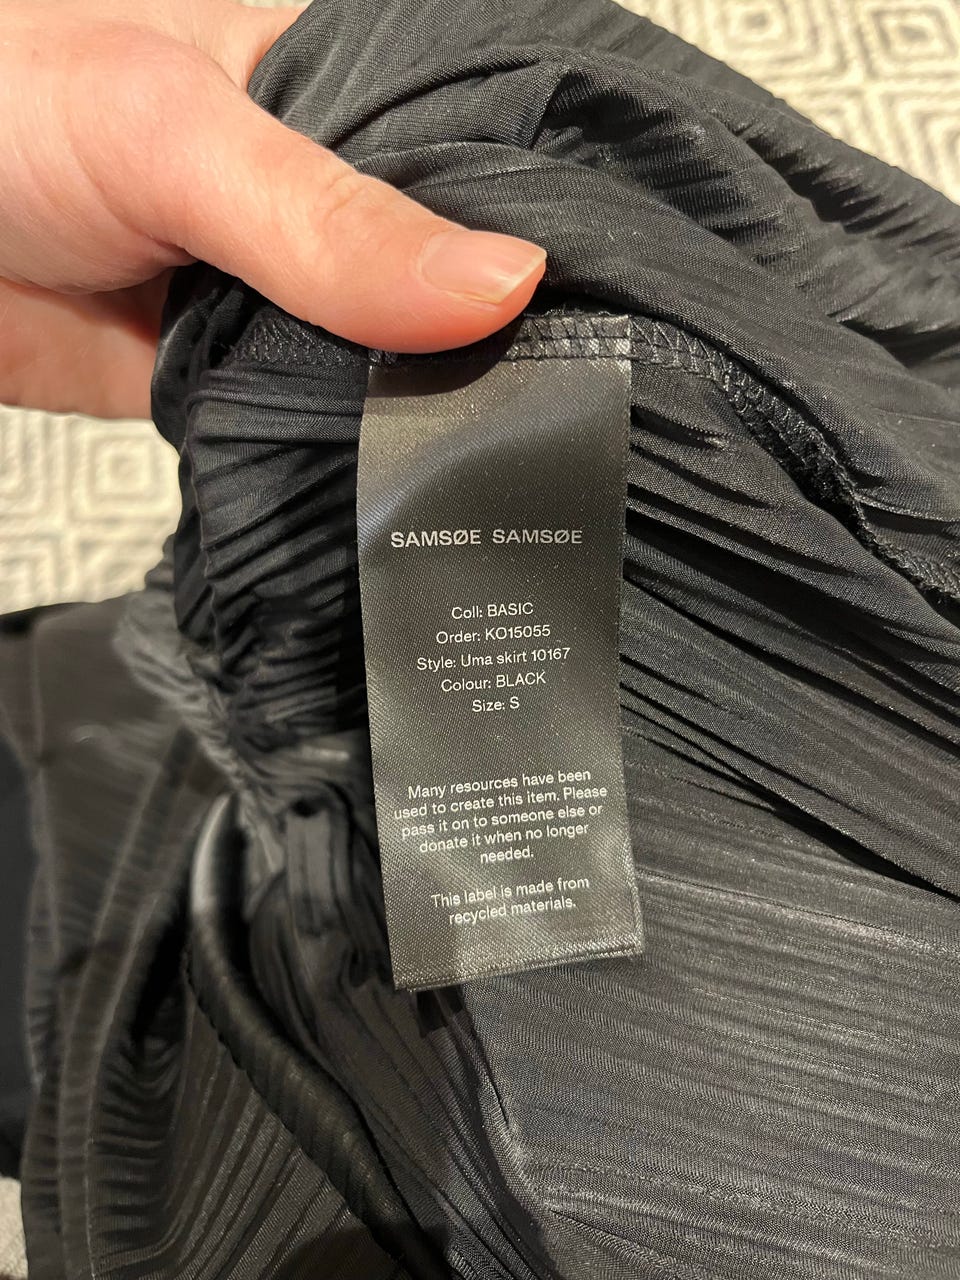 SAMSØE SAMSØE
Coll: BASIC
Order: KO15055
Style: Uma skirt 10167
Colour: BLACK
Size: S
Many resources have been
used to create this item. Please
pass it on to someone else or
donate it when no longer
needed.
This label is made from
recycled materials.